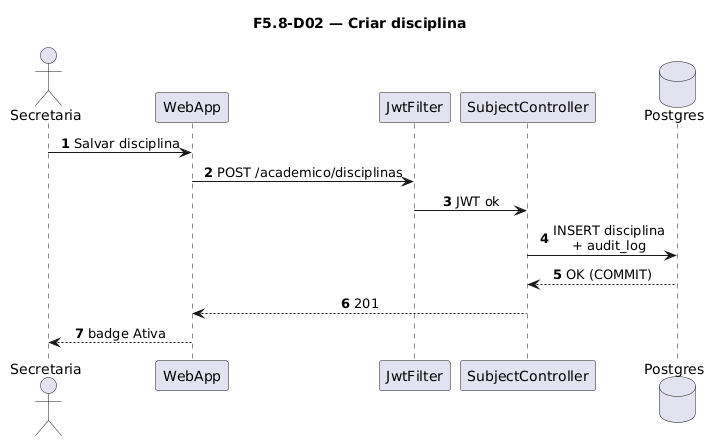 F5.8-D02 — Criar disciplina
Secretaria
WebApp
JwtFilter
SubjectController
Postgres
1 Salvar disciplina
2 POST /academico/disciplinas
3 JWT ok
4 INSERT disciplina
+ audit_log
5 OK (COMMIT)
6 201
7 badge Ativa
Secretaria
WebApp
JwtFilter
SubjectController
Postgres